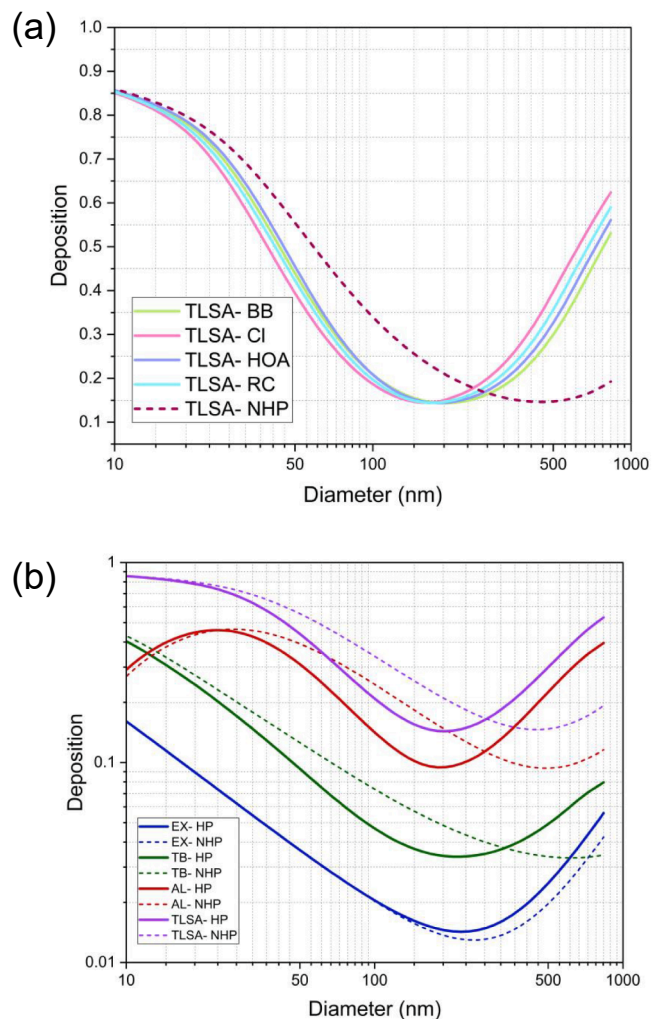 (a)
1.0
0.9
0.8
0.7
0.6
0.5
0.4
0.3
0.2
0.1
Deposition
TLSA- BB
TLSA- CI
TLSA- HOA
TLSA- RC
TLSA- NHP
10 50 100 500 1000
Diameter (nm)
(b)
1
0.1
0.01
Deposition
EX- HP
EX- NHP
TB- HP
TB- NHP
AL- HP
AL- NHP
TLSA- HP
TLSA- NHP
10 50 100 500 1000
Diameter (nm)